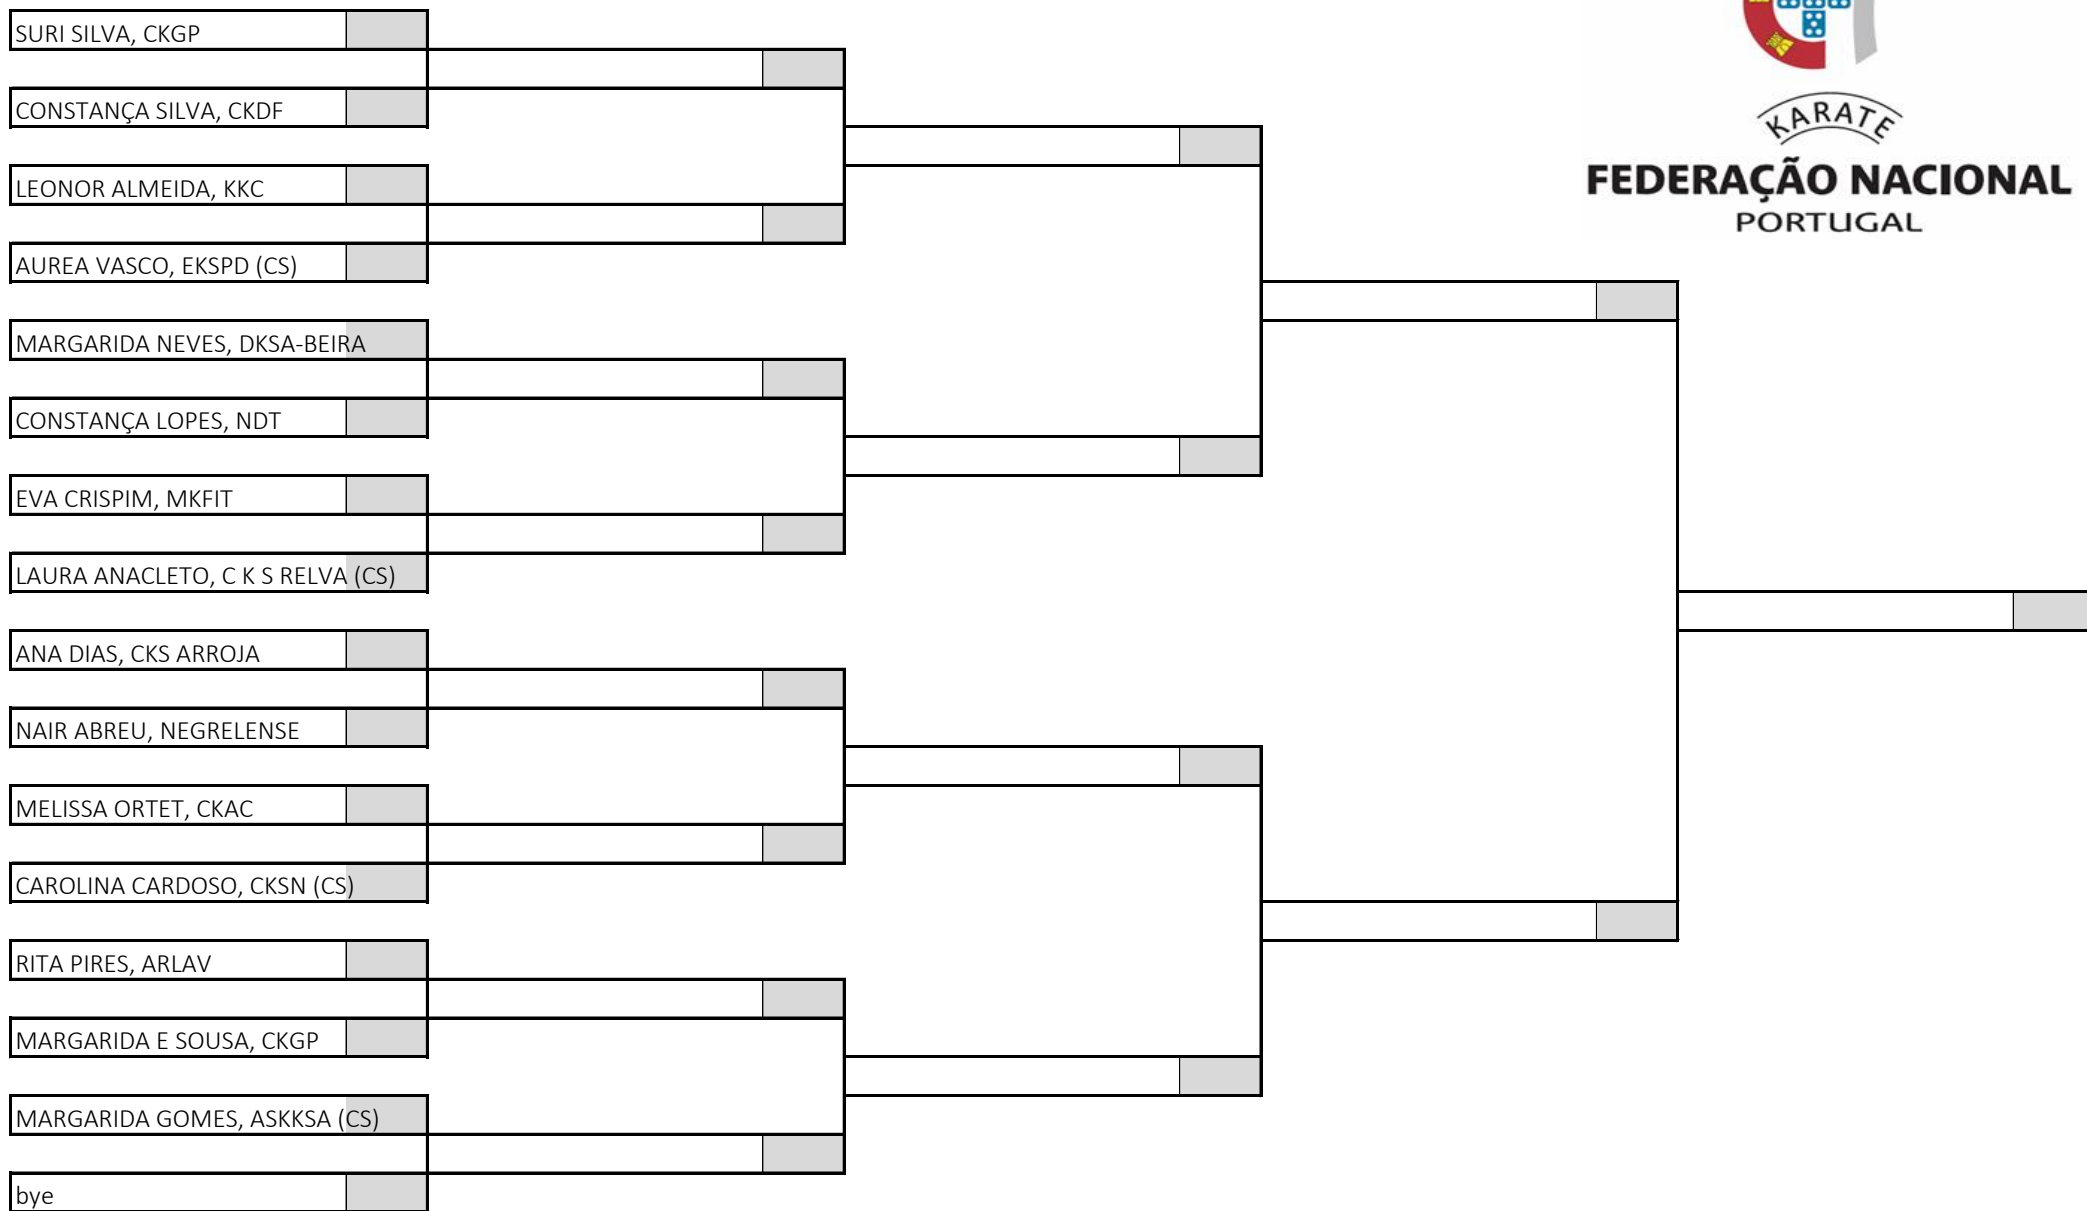 SURI SILVA, CKGP
CONSTANÇA SILVA, CKDF
KARATE
LEONOR ALMEIDA, KKC
FEDERAÇÃO NACIONAL
PORTUGAL
AUREA VASCO, EKSPD (CS)
MARGARIDA NEVES, DKSA-BEIRA
CONSTANÇA LOPES, NDT
EVA CRISPIM, MKFIT
LAURA ANACLETO, C K S RELVA (CS)
ANA DIAS, CKS ARROJA
NAIR ABREU, NEGRELENSE
MELISSA ORTET, CKAC
CAROLINA CARDOSO, CKSN (CS)
RITA PIRES, ARLAV
MARGARIDA E SOUSA, CKGP
MARGARIDA GOMES, ASKKSA (CS)
bye